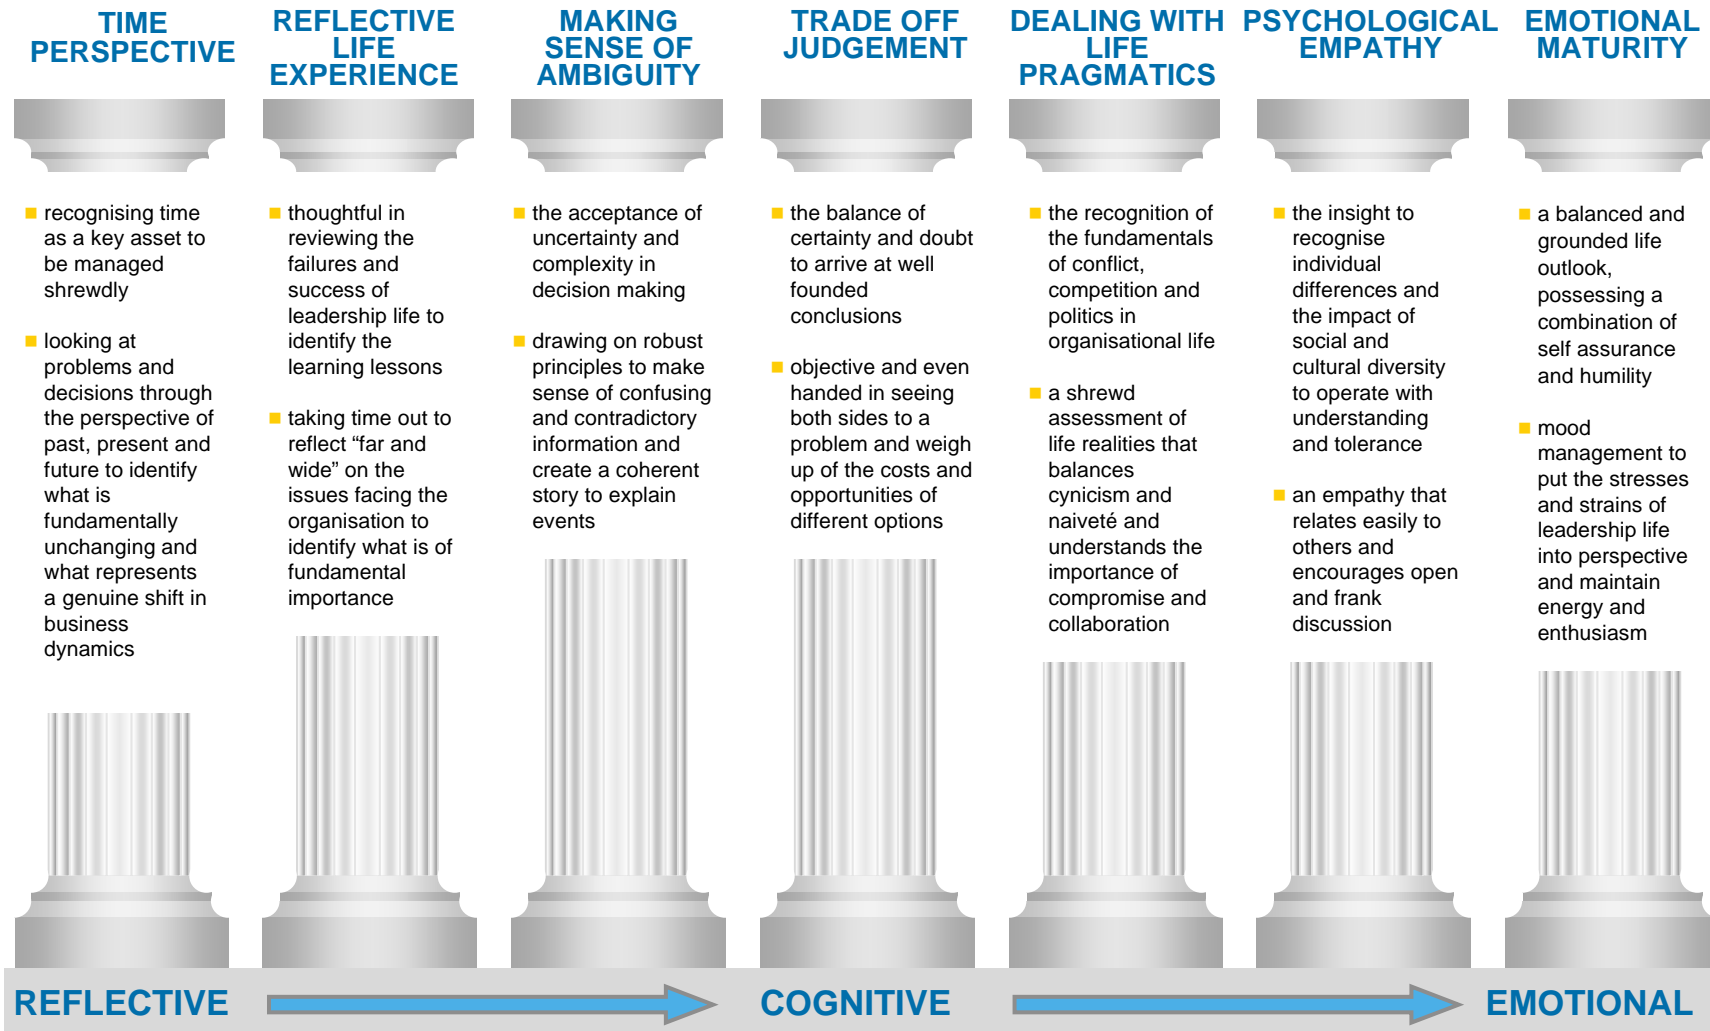 TIME
PERSPECTIVE
recognising time
as a key asset to
be managed
shrewdly
looking at
problems and
decisions through
the perspective of
past, present and
future to identify
what is
fundamentally
unchanging and
what represents
a genuine shift in
business
dynamics
REFLECTIVE
LIFE
EXPERIENCE
thoughtful in
reviewing the
failures and
success of
leadership life to
identify the
learning lessons
taking time out to
reflect “far and
wide” on the
issues facing the
organisation to
identify what is of
fundamental
importance
MAKING
SENSE OF
AMBIGUITY
the acceptance of
uncertainty and
complexity in
decision making
drawing on robust
principles to make
sense of confusing
and contradictory
information and
create a coherent
story to explain
events
TRADE OFF
JUDGEMENT
the balance of
certainty and doubt
to arrive at well
founded
conclusions
objective and even
handed in seeing
both sides to a
problem and weigh
up of the costs and
opportunities of
different options
DEALING WITH
LIFE
PRAGMATICS
the recognition of
the fundamentals
of conflict,
competition and
politics in
organisational life
a shrewd
assessment of
life realities that
balances
cynicism and
naiveté and
understands the
importance of
compromise and
collaboration
PSYCHOLOGICAL
EMPATHY
the insight to
recognise
individual
differences and
the impact of
social and
cultural diversity
to operate with
understanding
and tolerance
an empathy that
relates easily to
others and
encourages open
and frank
discussion
EMOTIONAL
MATURITY
a balanced and
grounded life
outlook,
possessing a
combination of
self assurance
and humility
mood
management to
put the stresses
and strains of
leadership life
into perspective
and maintain
energy and
enthusiasm
REFLECTIVE
COGNITIVE
EMOTIONAL